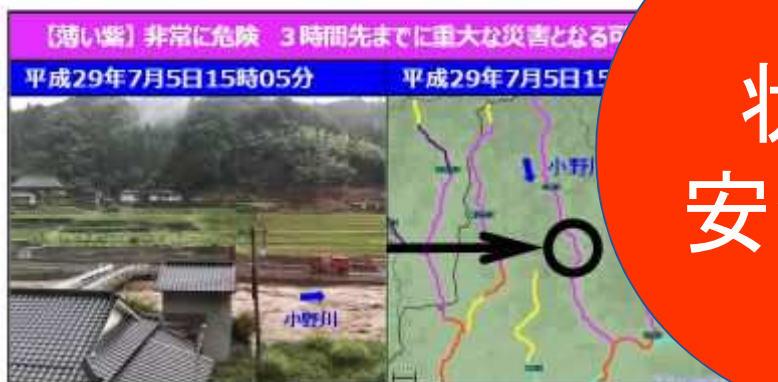 【薄い紫】非常に危険 3時間先までに重大な災害となる可
平成29年7月5日15時05分
平成29年7月5日15
小野川
小野川
安